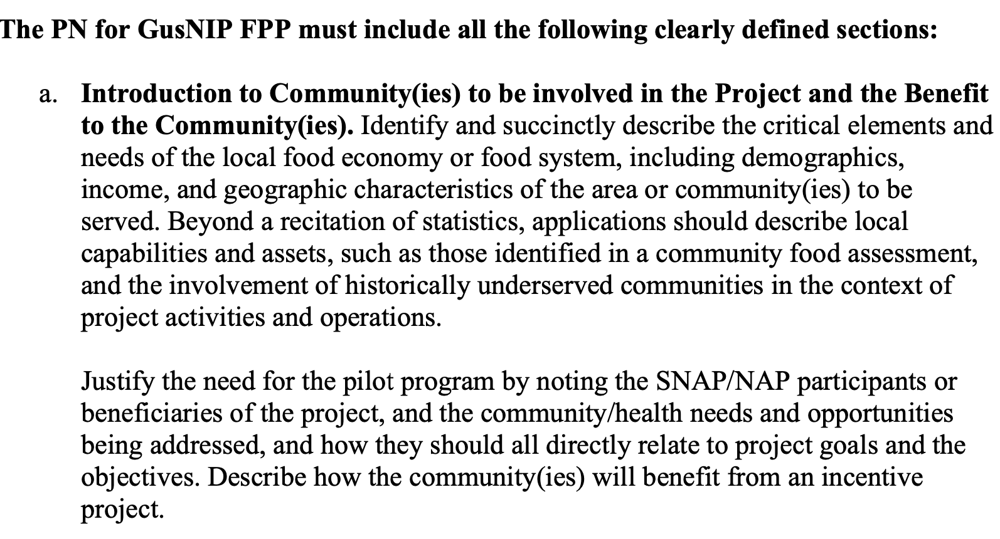 The PN for GusNIP FPP must include all the following clearly defined sections:
a. Introduction to Community(ies) to be involved in the Project and the Benefit
to the Community(ies). Identify and succinctly describe the critical elements and
needs of the local food economy or food system, including demographics,
income, and geographic characteristics of the area or community(ies) to be
served. Beyond a recitation of statistics, applications should describe local
capabilities and assets, such as those identified in a community food assessment,
and the involvement of historically underserved communities in the context of
project activities and operations.
Justify the need for the pilot program by noting the SNAP/NAP participants or
beneficiaries of the project, and the community/health needs and opportunities
being addressed, and how they should all directly relate to project goals and the
objectives. Describe how the community(ies) will benefit from an incentive
project.